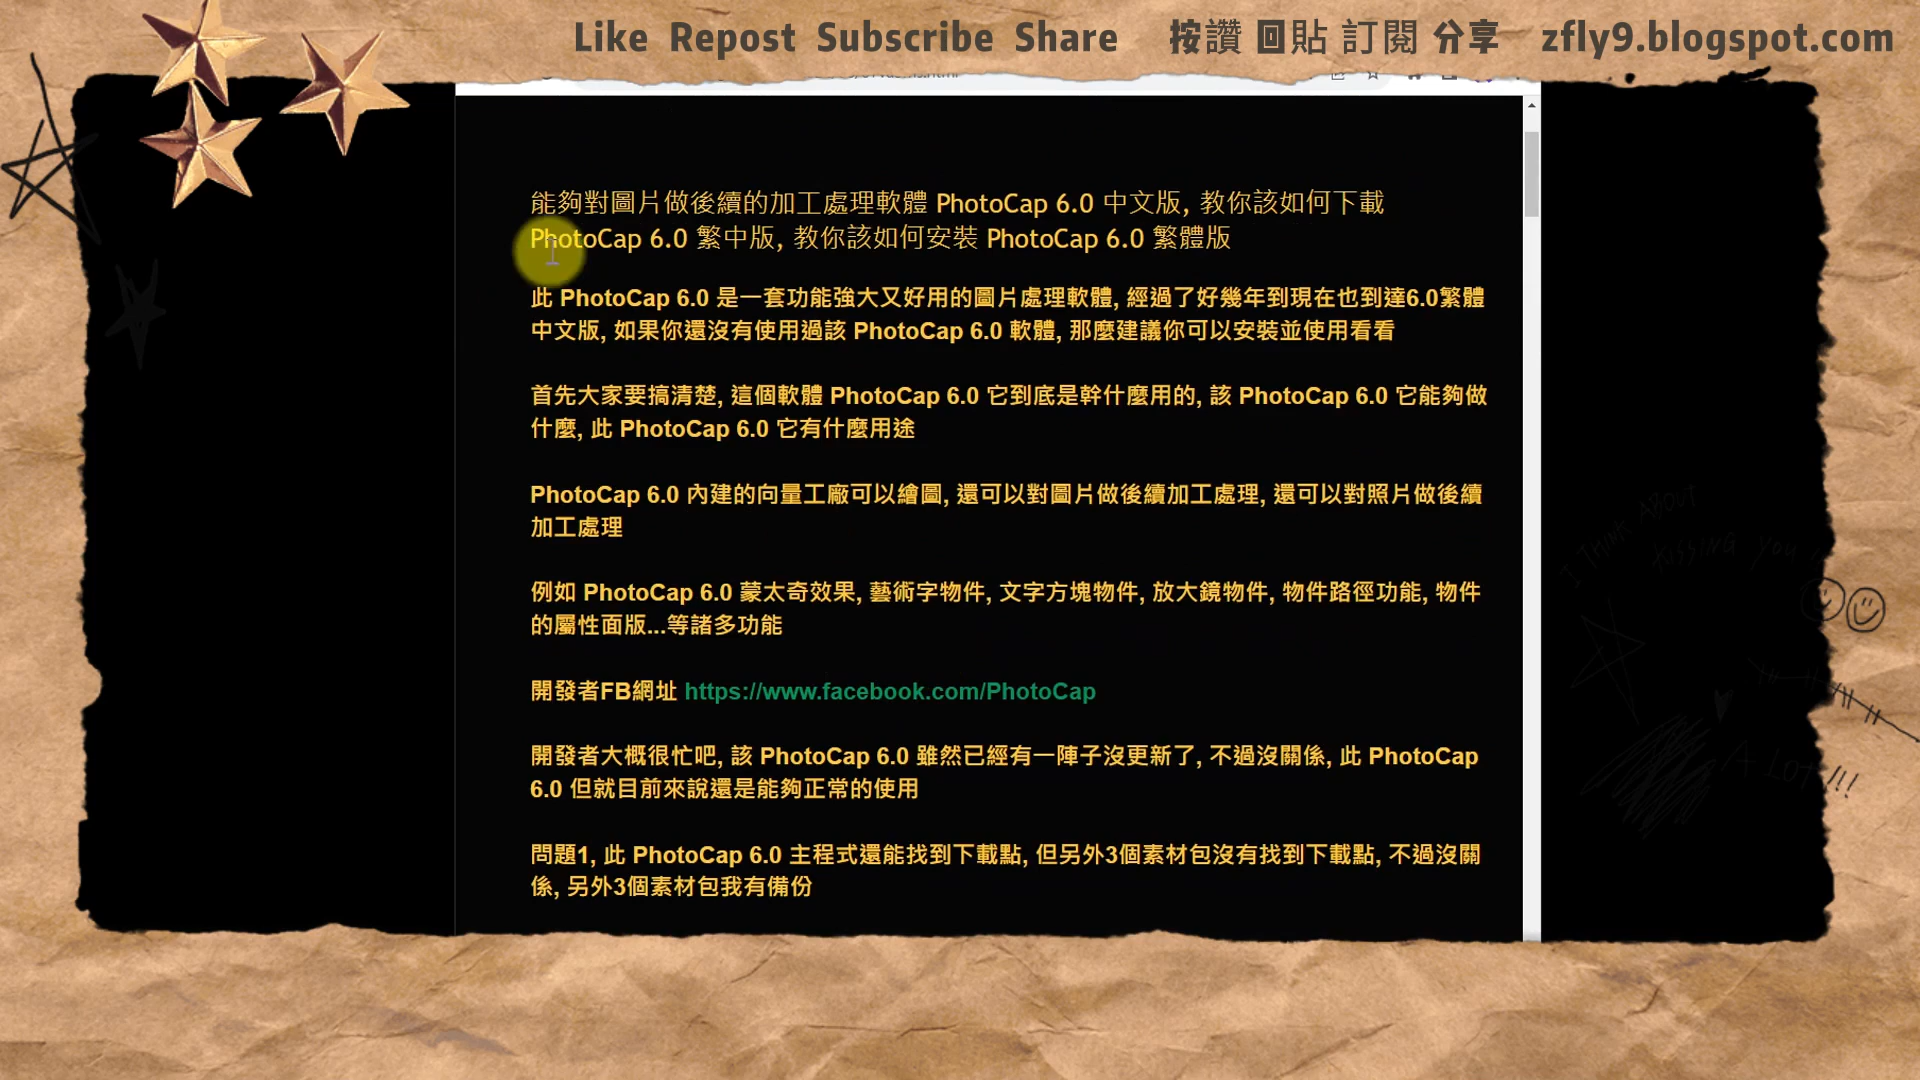 Like Repost Subscribe Share 按讚 回貼 訂閱 分享 zfly9.blogspot.com
能夠對圖片做後續的加工處理軟體 PhotoCap 6.0 中文版, 教你該如何下載
PhotoCap 6.0 繁中版, 教你該如何安裝 PhotoCap 6.0 繁體版
此 PhotoCap 6.0 是一套功能強大又好用的圖片處理軟體, 經過了好幾年到現在也到達6.0繁體
中文版, 如果你還沒有使用過該 PhotoCap 6.0 軟體, 那麼建議你可以安裝並使用看看
首先大家要搞清楚, 這個軟體 PhotoCap 6.0 它到底是幹什麼用的, 該 PhotoCap 6.0 它能夠做
什麼, 此 PhotoCap 6.0 它有什麼用途
PhotoCap 6.0 內建的向量工廠可以繪圖, 還可以對圖片做後續加工處理, 還可以對照片做後續
加工處理
例如 PhotoCap 6.0 蒙太奇效果, 藝術字物件, 文字方塊物件, 放大鏡物件, 物件路徑功能, 物件
的屬性面版...等諸多功能
開發者FB網址 https://www.facebook.com/PhotoCap
開發者大概很忙吧, 該 PhotoCap 6.0 雖然已經有一陣子沒更新了, 不過沒關係, 此 PhotoCap
6.0 但就目前來說還是能夠正常的使用
問題1, 此 PhotoCap 6.0 主程式還能找到下載點, 但另外3個素材包沒有找到下載點, 不過沒關
係, 另外3個素材包我有備份
I THINK ABOUT
KISSING YOU
A LOT!!!